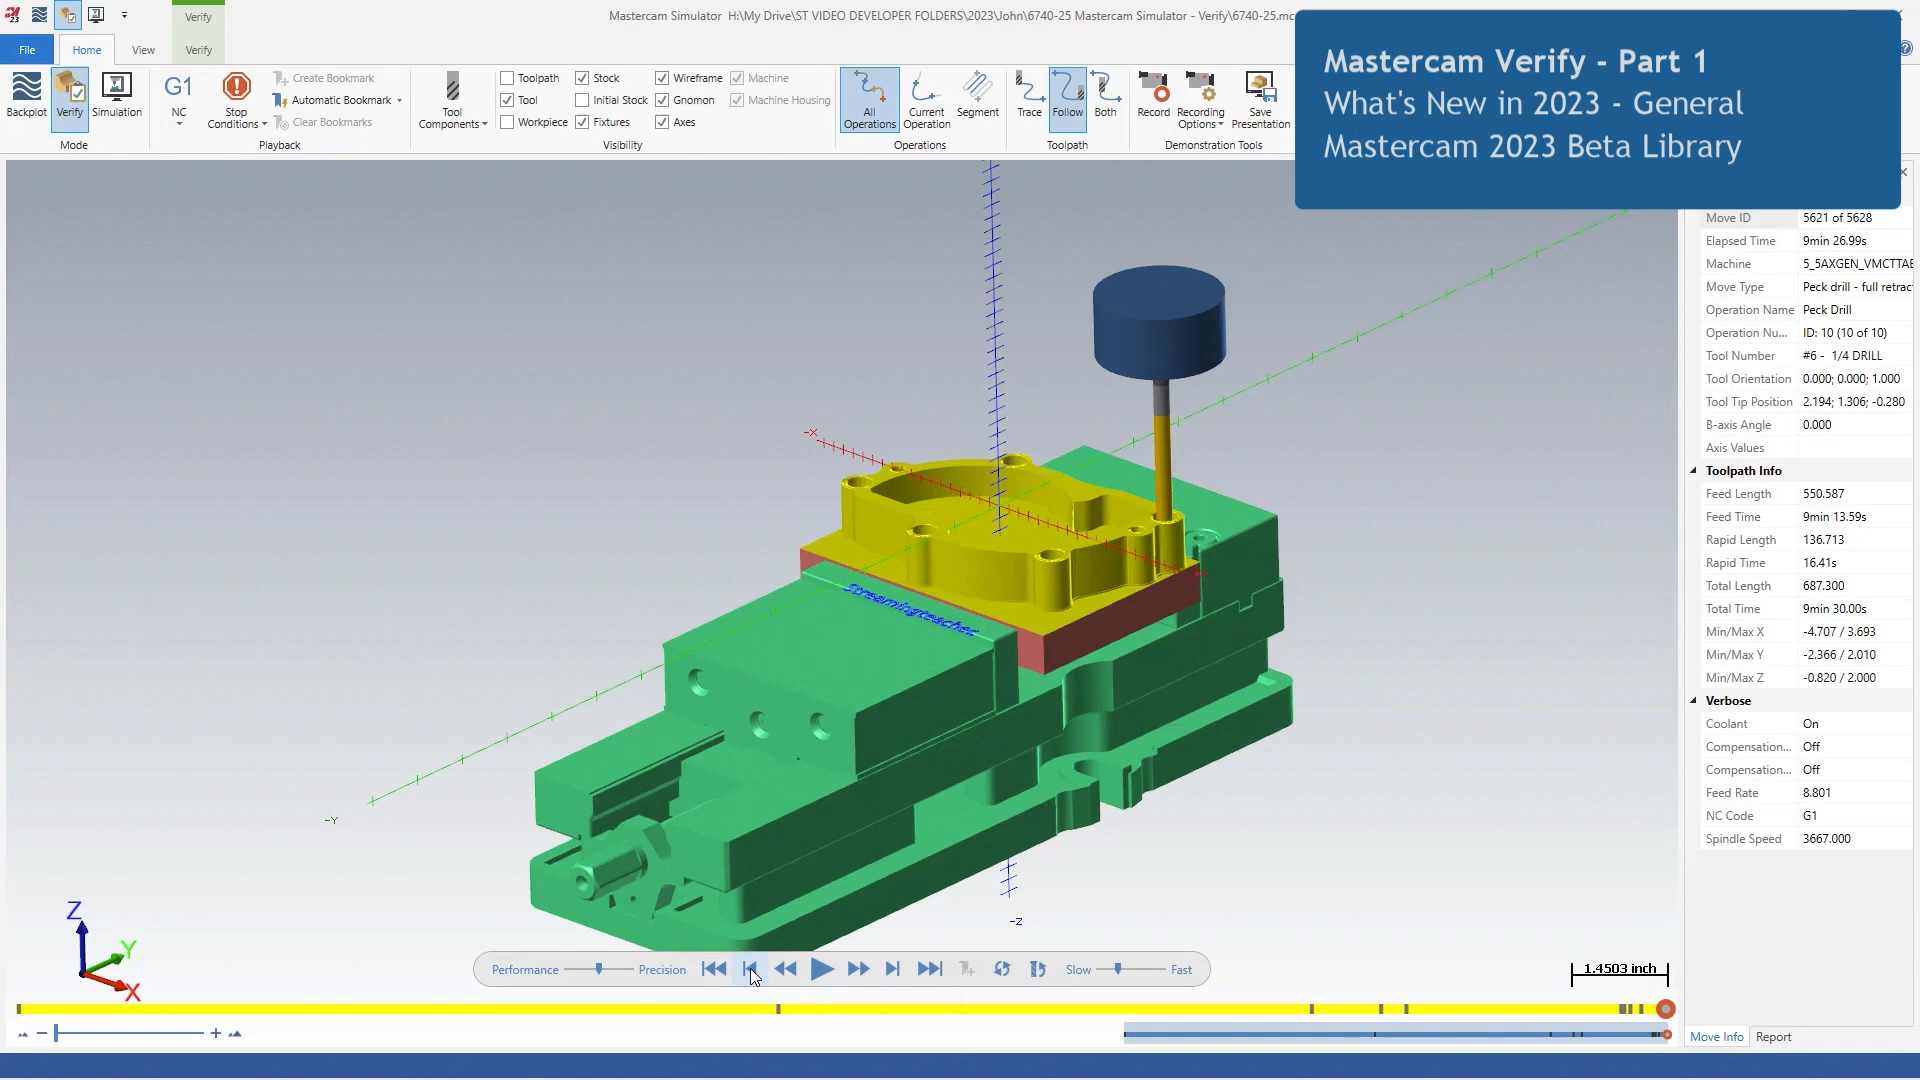 Verify
Mastercam Simulator H:\My Drive\ST VIDEO DEVELOPER FOLDERS\2023\John\6740-25 Mastercam Simulator - Verify\6740-25.mc
File
Home
View
Verify
Backplot
Verify
Simulation
Mode
G1
NC
Stop
Conditions
Create Bookmark
Automatic Bookmark
Clear Bookmarks
Playback
Tool
Components
Toolpath
Tool
Workpiece
Stock
Initial Stock
Fixtures
Wireframe
Gnomon
Axes
Machine
Machine Housing
Visibility
All
Operations
Current
Operation
Segment
Operations
Trace
Follow
Both
Toolpath
Record
Recording
Options
Save
Presentation
Demonstration Tools
Mastercam Verify - Part 1
What's New in 2023 - General
Mastercam 2023 Beta Library
Move ID 5621 of 5628
Elapsed Time 9min 26.99s
Machine 5_5AXGEN_VMCTTAB
Move Type Peck drill - full retrac
Operation Name Peck Drill
Operation Nu... ID: 10 (10 of 10)
Tool Number #6 - 1/4 DRILL
Tool Orientation 0.000; 0.000; 1.000
Tool Tip Position 2.194; 1.306; -0.280
B-axis Angle 0.000
Axis Values
Toolpath Info
Feed Length 550.587
Feed Time 9min 13.59s
Rapid Length 136.713
Rapid Time 16.41s
Total Length 687.300
Total Time 9min 30.00s
Min/Max X -4.707 / 3.693
Min/Max Y -2.366 / 2.010
Min/Max Z -0.820 / 2.000
Verbose
Coolant On
Compensation... Off
Compensation... Off
Feed Rate 8.801
NC Code G1
Spindle Speed 3667.000
Move Info
Report
-X
Streamingteacher
-Y
-Z
Z
Y
X
Performance
Precision
Slow
Fast
1.4503 inch